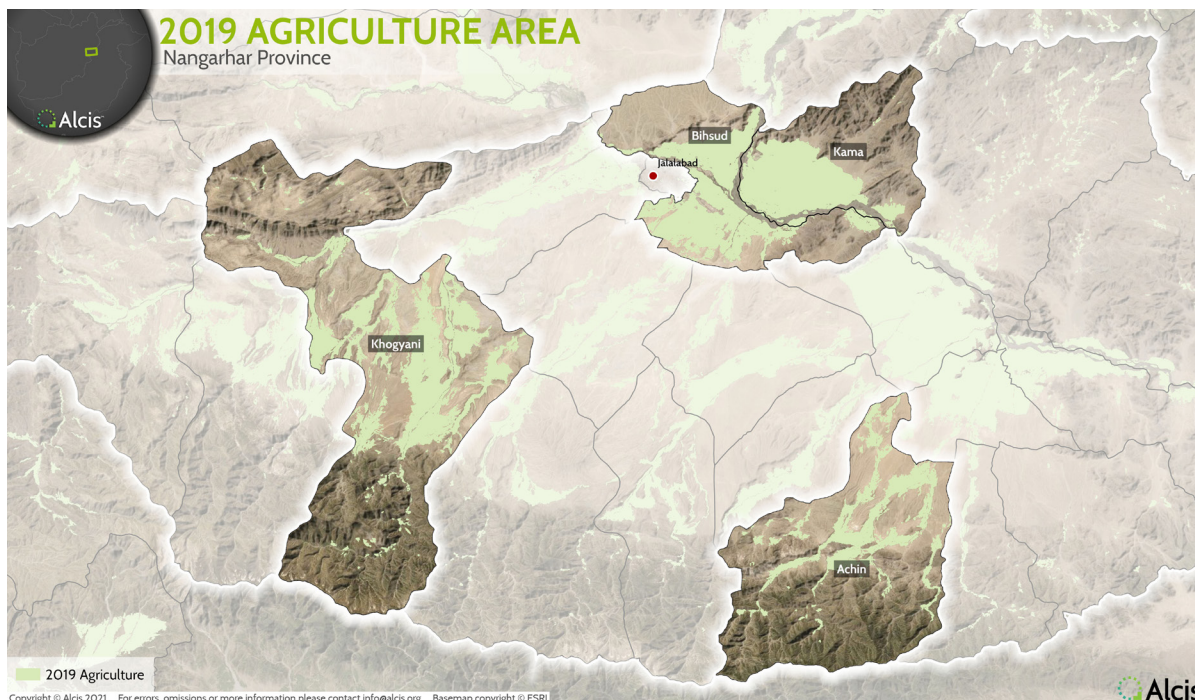 2019 AGRICULTURE AREA
Nangarhar Province
Alcis
Bihsud
Jalalabad
Kama
Khogyani
Achin
2019 Agriculture
Alcis
Copyright © Alcis 2021 For errors, omissions or more information please contact info@alcis.org Basemap copyright © ESRI